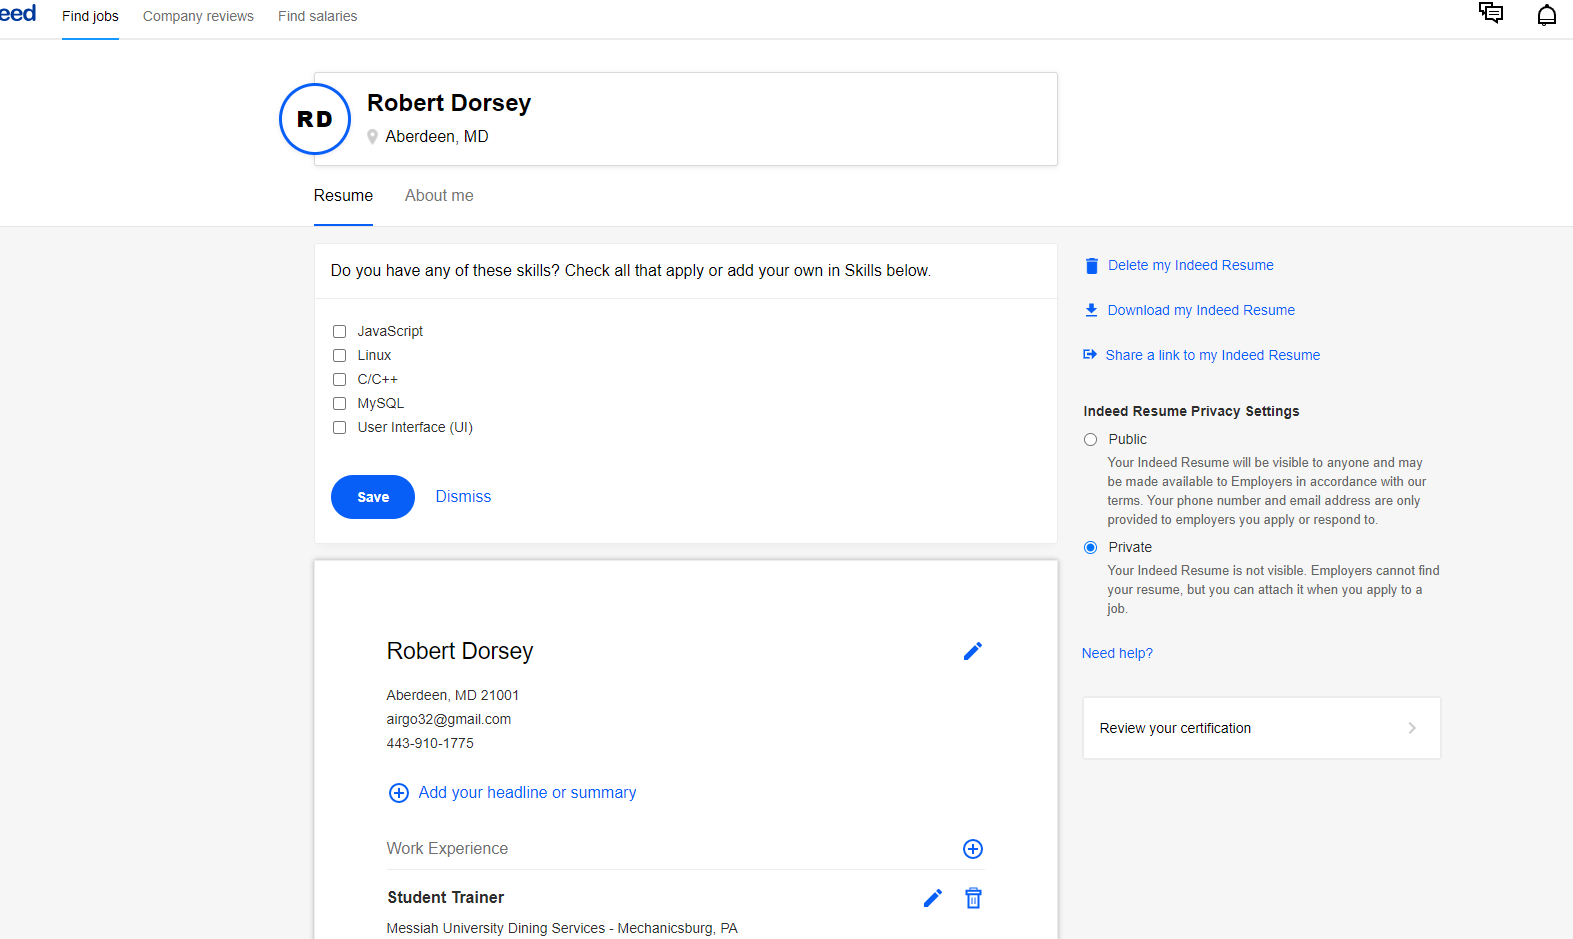 eed
Find jobs
Company reviews
Find salaries
RD
Robert Dorsey
Aberdeen, MD
Resume
About me
Do you have any of these skills? Check all that apply or add your own in Skills below.
JavaScript
Linux
C/C++
MySQL
User Interface (UI)
Save
Dismiss
Delete my Indeed Resume
Download my Indeed Resume
Share a link to my Indeed Resume
Indeed Resume Privacy Settings
Public
Your Indeed Resume will be visible to anyone and may
be made available to Employers in accordance with our
terms. Your phone number and email address are only
provided to employers you apply or respond to.
Private
Your Indeed Resume is not visible. Employers cannot find
your resume, but you can attach it when you apply to a
job.
Need help?
Review your certification
Robert Dorsey
Aberdeen, MD 21001
airgo32@gmail.com
443-910-1775
Add your headline or summary
Work Experience
Student Trainer
Messiah University Dining Services - Mechanicsburg, PA